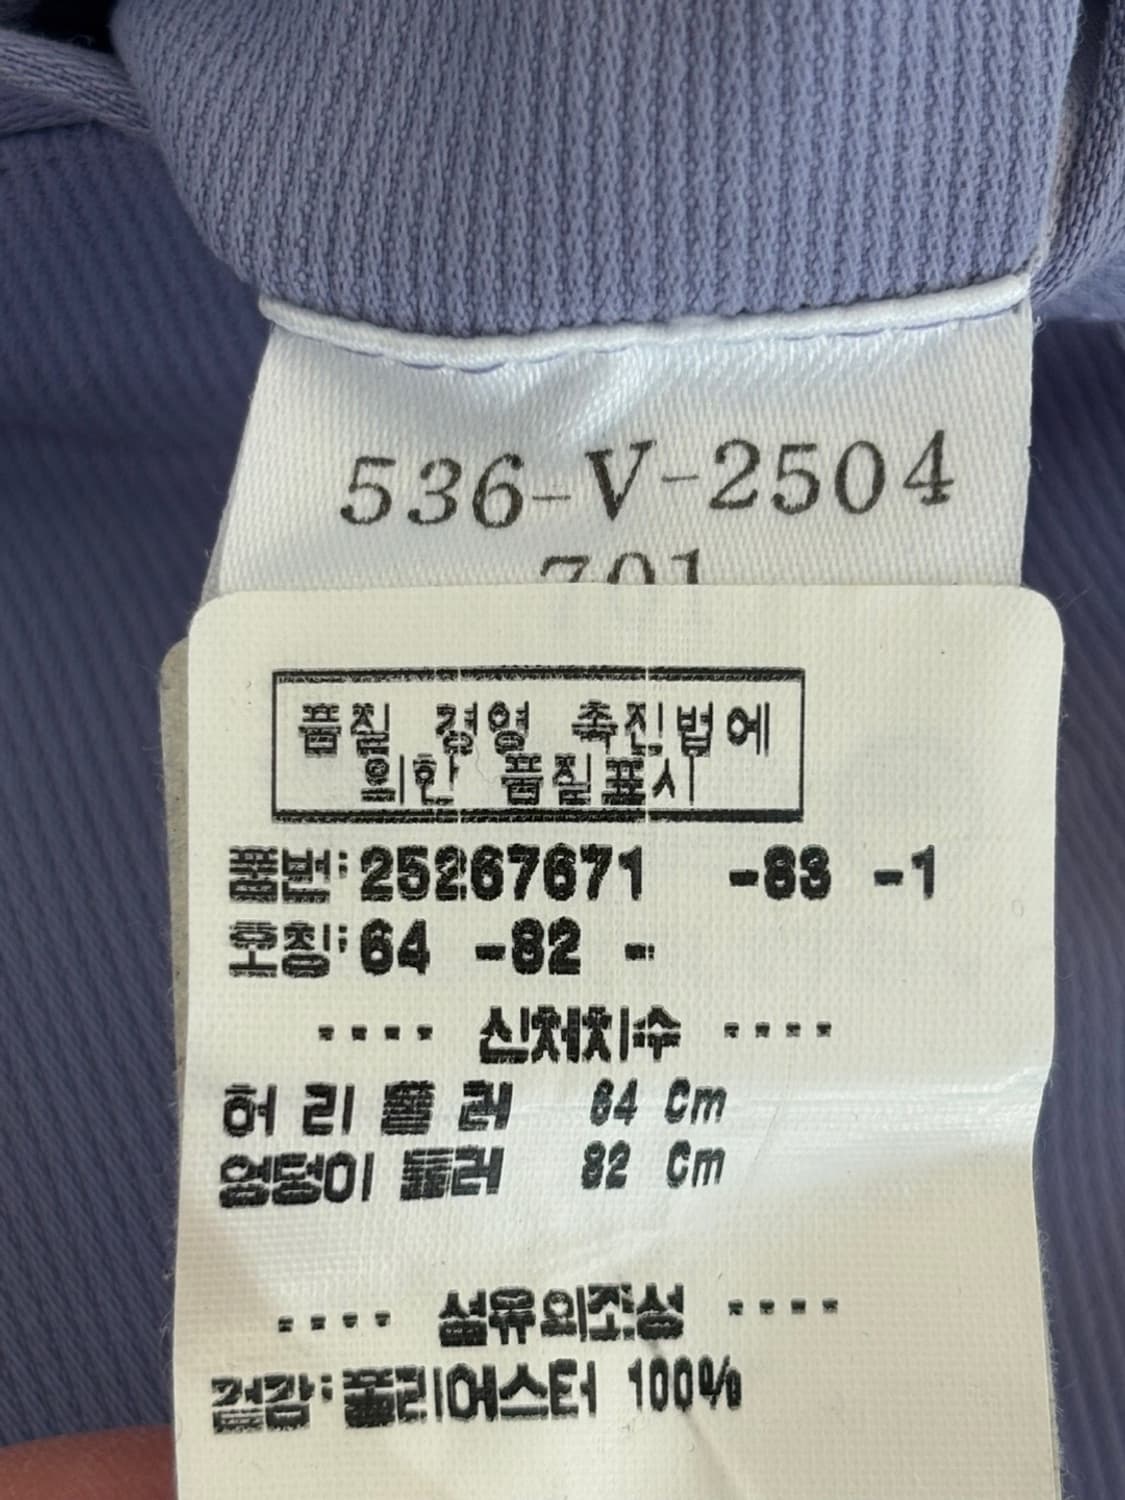 536-V-2504
701
품질 경영 촉진법에
의한 품질표시
품번:25267671 -83 -1
호칭:64 -82 -
---- 신체치수 ----
허리둘레 64 Cm
엉덩이 둘레 82 Cm
---- 섬유의조성 ----
겉감:폴리에스터 100%